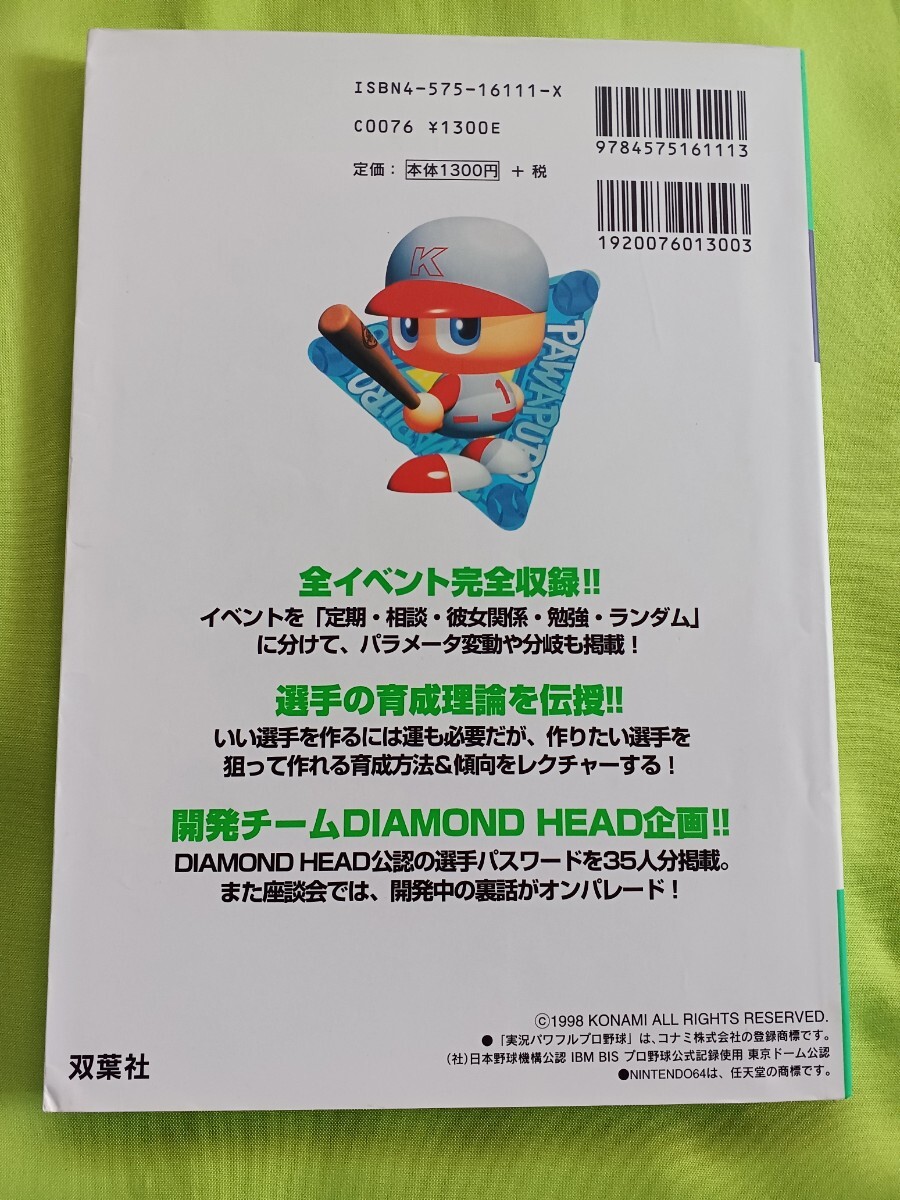 ISBN4-575-16111-X
C0076 ¥1300E
定価： 本体1300円 + 税
9784575161113
1920076013003
K
PAWAPURO
1
全イベント完全収録!!
イベントを「定期・相談・彼女関係・勉強・ランダム」
に分けて、パラメータ変動や分岐も掲載！
選手の育成理論を伝授!!
いい選手を作るには運も必要だが、作りたい選手を
狙って作れる育成方法&傾向をレクチャーする！
開発チームDIAMOND HEAD企画!!
DIAMOND HEAD公認の選手パスワードを35人分掲載。
また座談会では、開発中の裏話がオンパレード！
©1998 KONAMI ALL RIGHTS RESERVED.
●「実況パワフルプロ野球」は、コナミ株式会社の登録商標です。
(社)日本野球機構公認 IBM BIS プロ野球公式記録使用 東京ドーム公認
●NINTENDO64は、任天堂の商標です。
双葉社